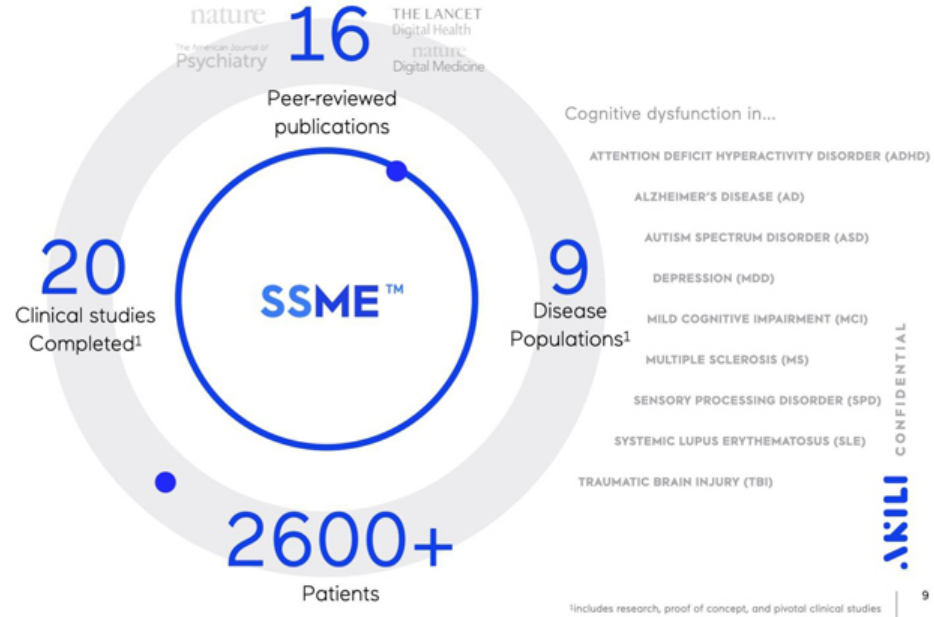 nature
THE LANCET
Digital Health
The American Journal of
Psychiatry
nature
Digital Medicine
16
Peer-reviewed
publications
20
Clinical studies
Completed¹
SSME™
9
Disease
Populations¹
2600+
Patients
Cognitive dysfunction in...
ATTENTION DEFICIT HYPERACTIVITY DISORDER (ADHD)
ALZHEIMER'S DISEASE (AD)
AUTISM SPECTRUM DISORDER (ASD)
DEPRESSION (MDD)
MILD COGNITIVE IMPAIRMENT (MCI)
MULTIPLE SCLEROSIS (MS)
SENSORY PROCESSING DISORDER (SPD)
SYSTEMIC LUPUS ERYTHEMATOSUS (SLE)
TRAUMATIC BRAIN INJURY (TBI)
AKILI CONFIDENTIAL
¹includes research, proof of concept, and pivotal clinical studies
9